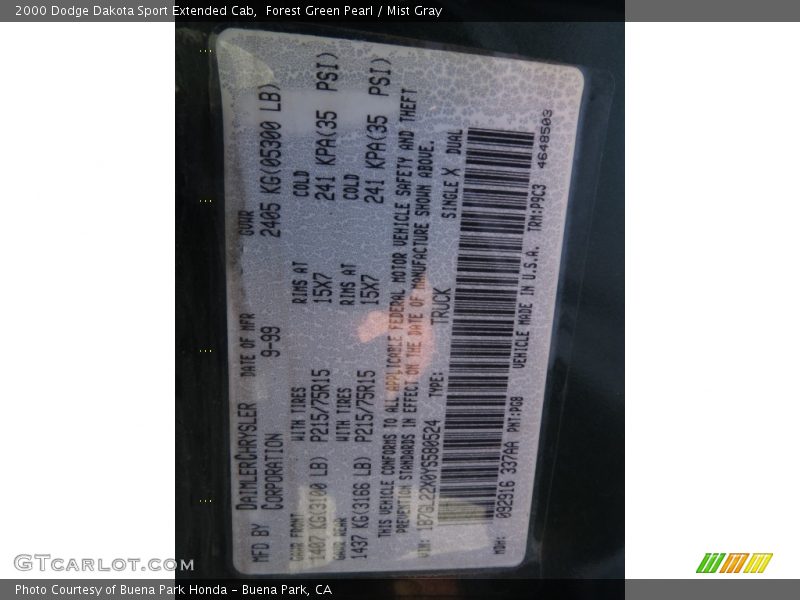 2000 Dodge Dakota Sport Extended Cab, Forest Green Pearl / Mist Gray
MFD BY DAIMLERCHRYSLER CORPORATION DATE OF MFR 9-99 GVWR 2405 KG(05300 LB)
GAWR FRONT WITH TIRES RIMS AT COLD
1407 KG(3100 LB) P215/75R15 15X7 241 KPA(35 PSI)
GAWR REAR WITH TIRES RIMS AT COLD
1437 KG(3166 LB) P215/75R15 15X7 241 KPA(35 PSI)
THIS VEHICLE CONFORMS TO ALL APPLICABLE FEDERAL MOTOR VEHICLE SAFETY AND THEFT
PREVENTION STANDARDS IN EFFECT ON THE DATE OF MANUFACTURE SHOWN ABOVE.
VIN: 1B7GL22X0YS580524 TYPE: TRUCK SINGLE X DUAL
MDH: 092916 337AA PNT:PG8 VEHICLE MADE IN U.S.A. TRM:P9C3 4648503
GTCARLOT.COM
Photo Courtesy of Buena Park Honda - Buena Park, CA